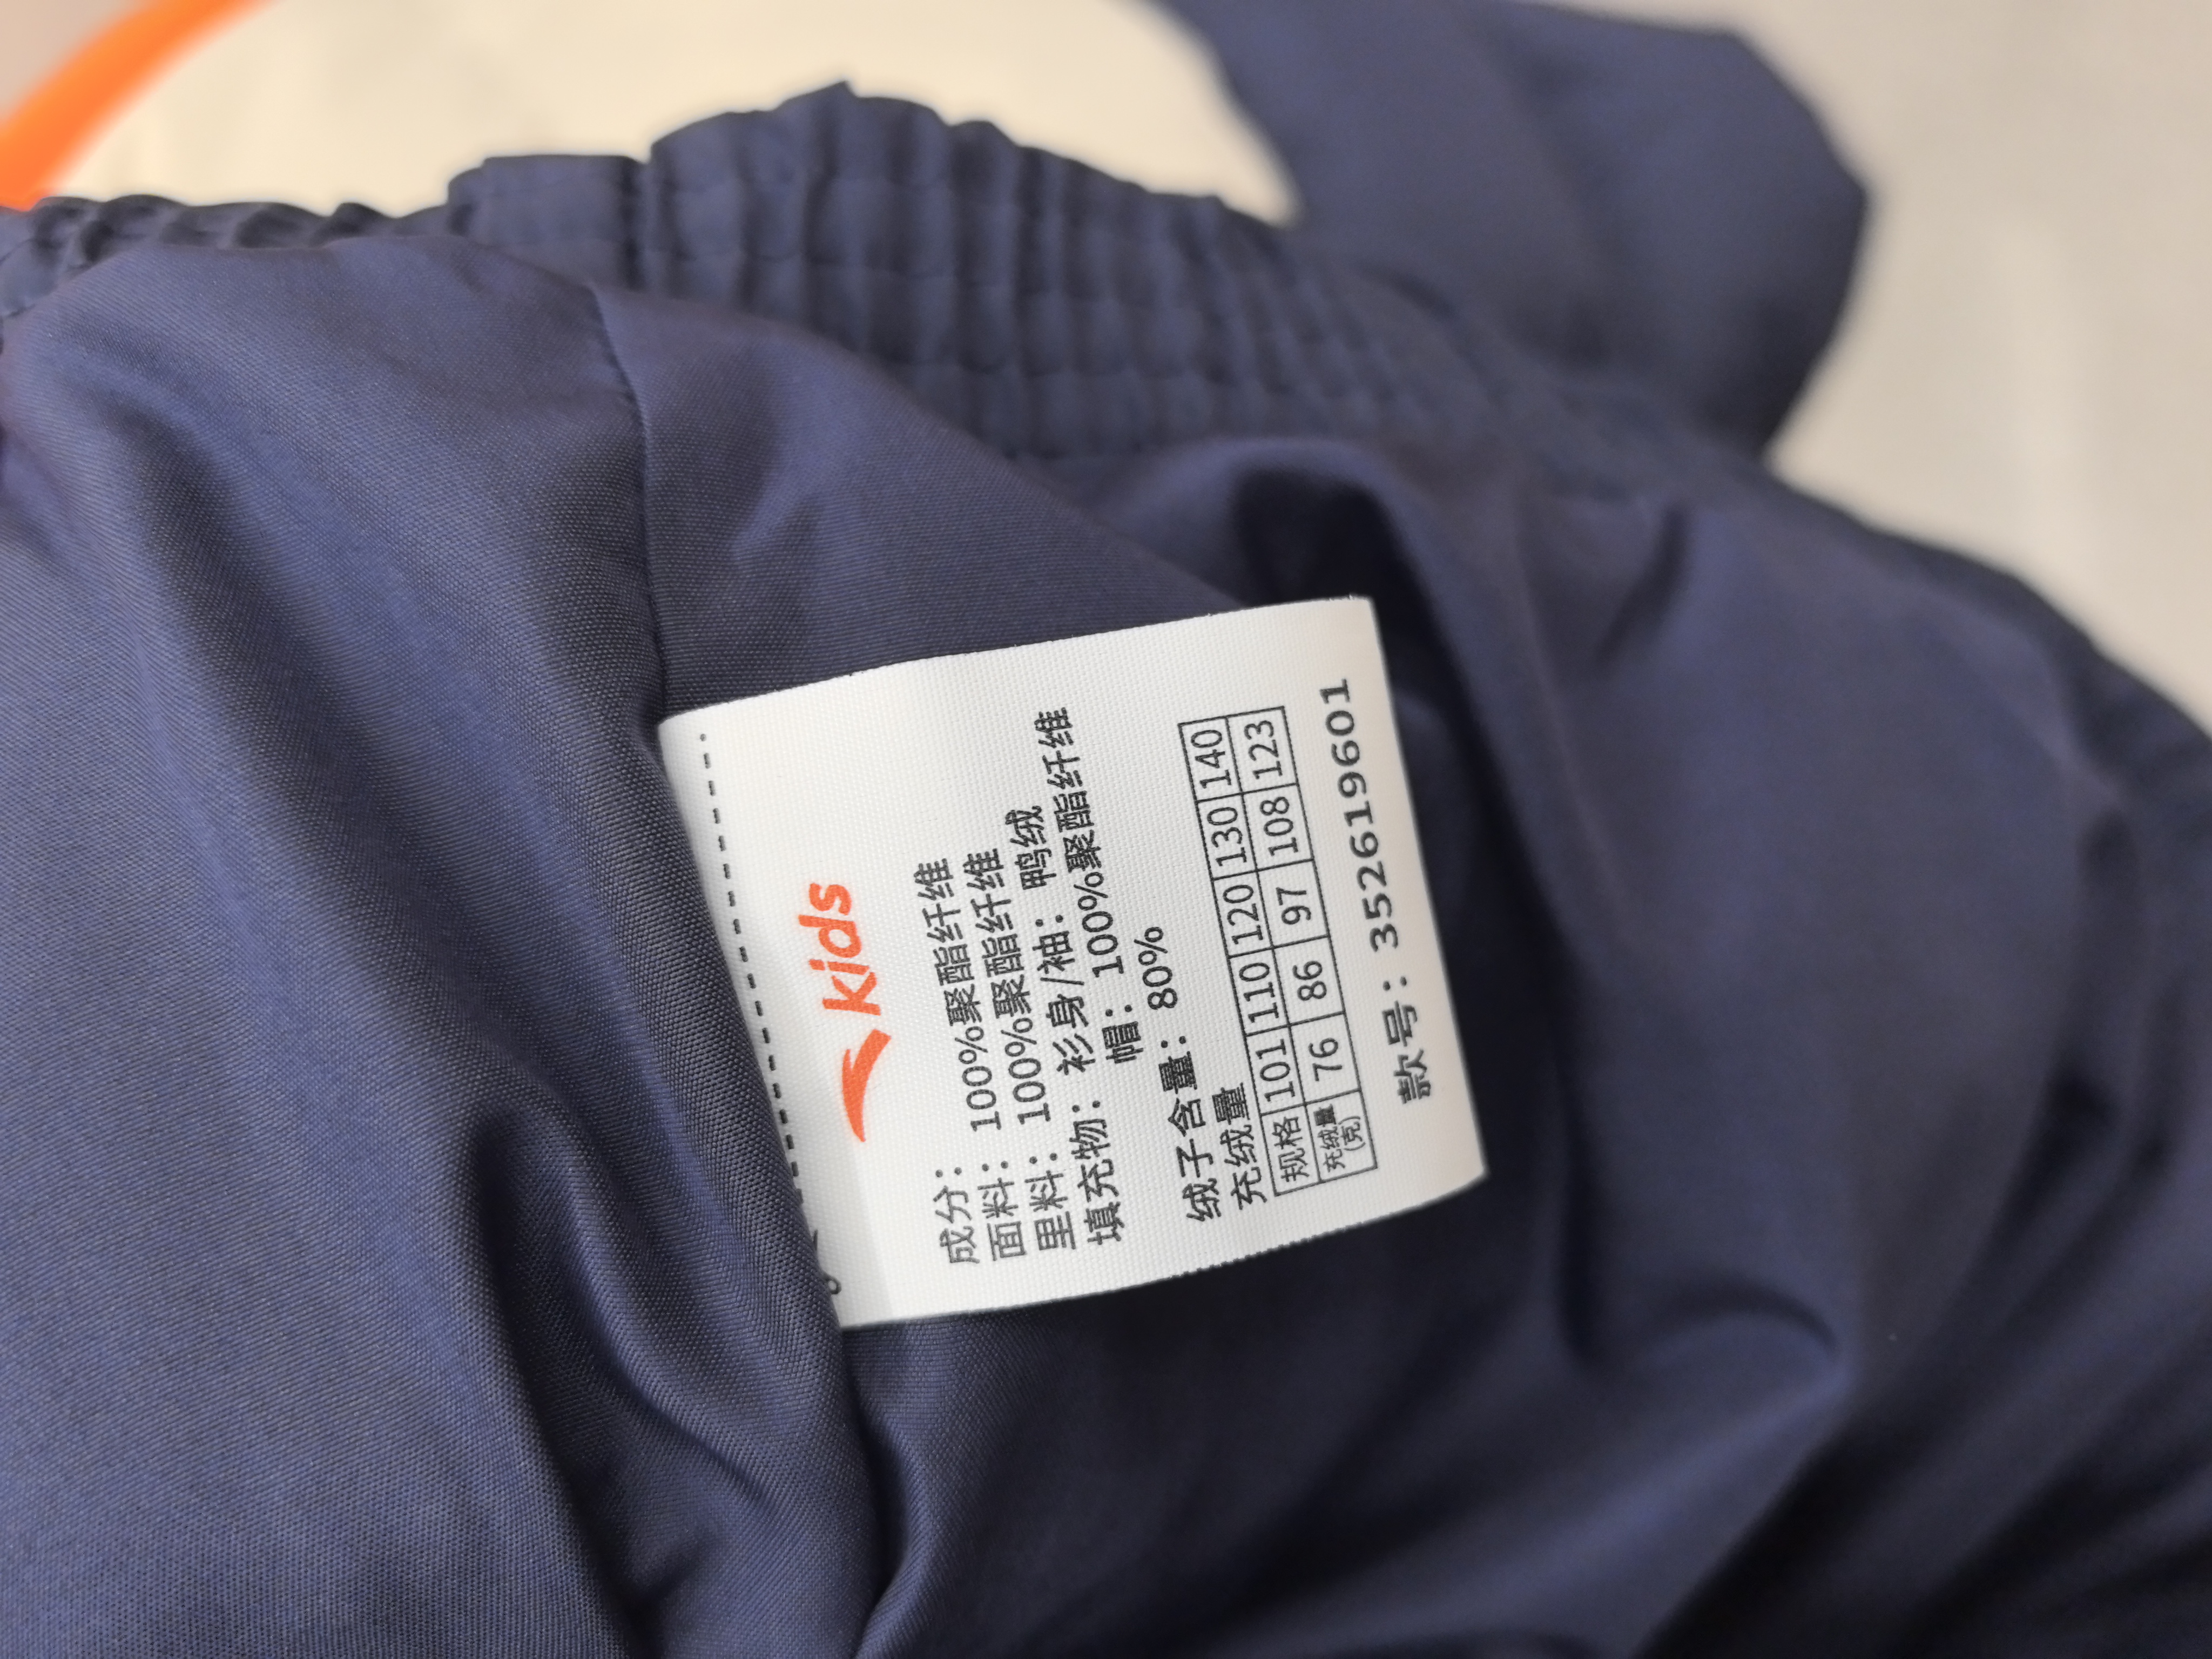 kids
成分：
面料：100%聚酯纤维
里料：100%聚酯纤维
填充物：衫身/袖：鸭绒
帽：100%聚酯纤维
绒子含量：80%
充绒量
规格 101 110 120 130 140
充绒量(克) 76 86 97 108 123
款号：352619601